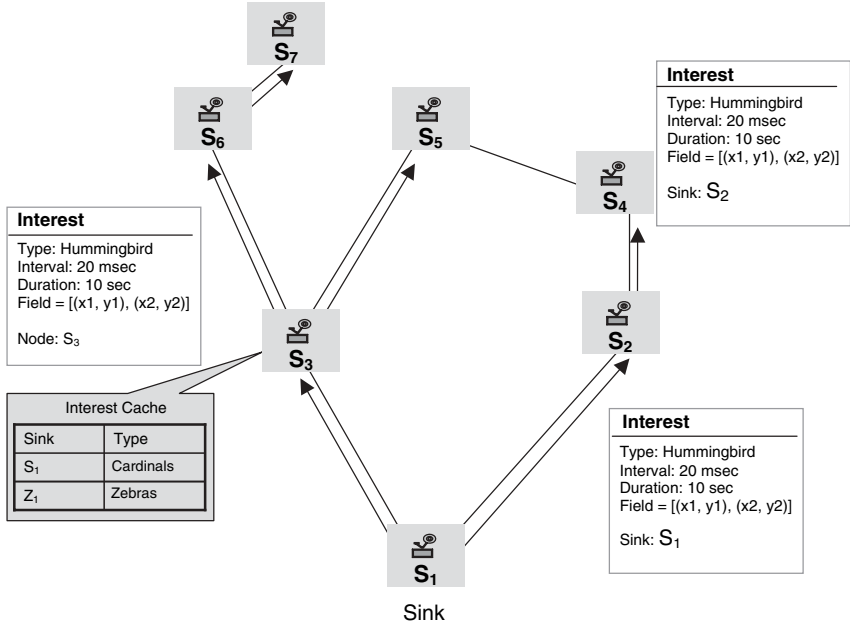 S7
S6
S5
Interest
Type: Hummingbird
Interval: 20 msec
Duration: 10 sec
Field = [(x1, y1), (x2, y2)]
Sink: S2
S4
Interest
Type: Hummingbird
Interval: 20 msec
Duration: 10 sec
Field = [(x1, y1), (x2, y2)]
Node: S3
S3
S2
Interest Cache
Sink Type
S1 Cardinals
Z1 Zebras
Interest
Type: Hummingbird
Interval: 20 msec
Duration: 10 sec
Field = [(x1, y1), (x2, y2)]
Sink: S1
S1
Sink